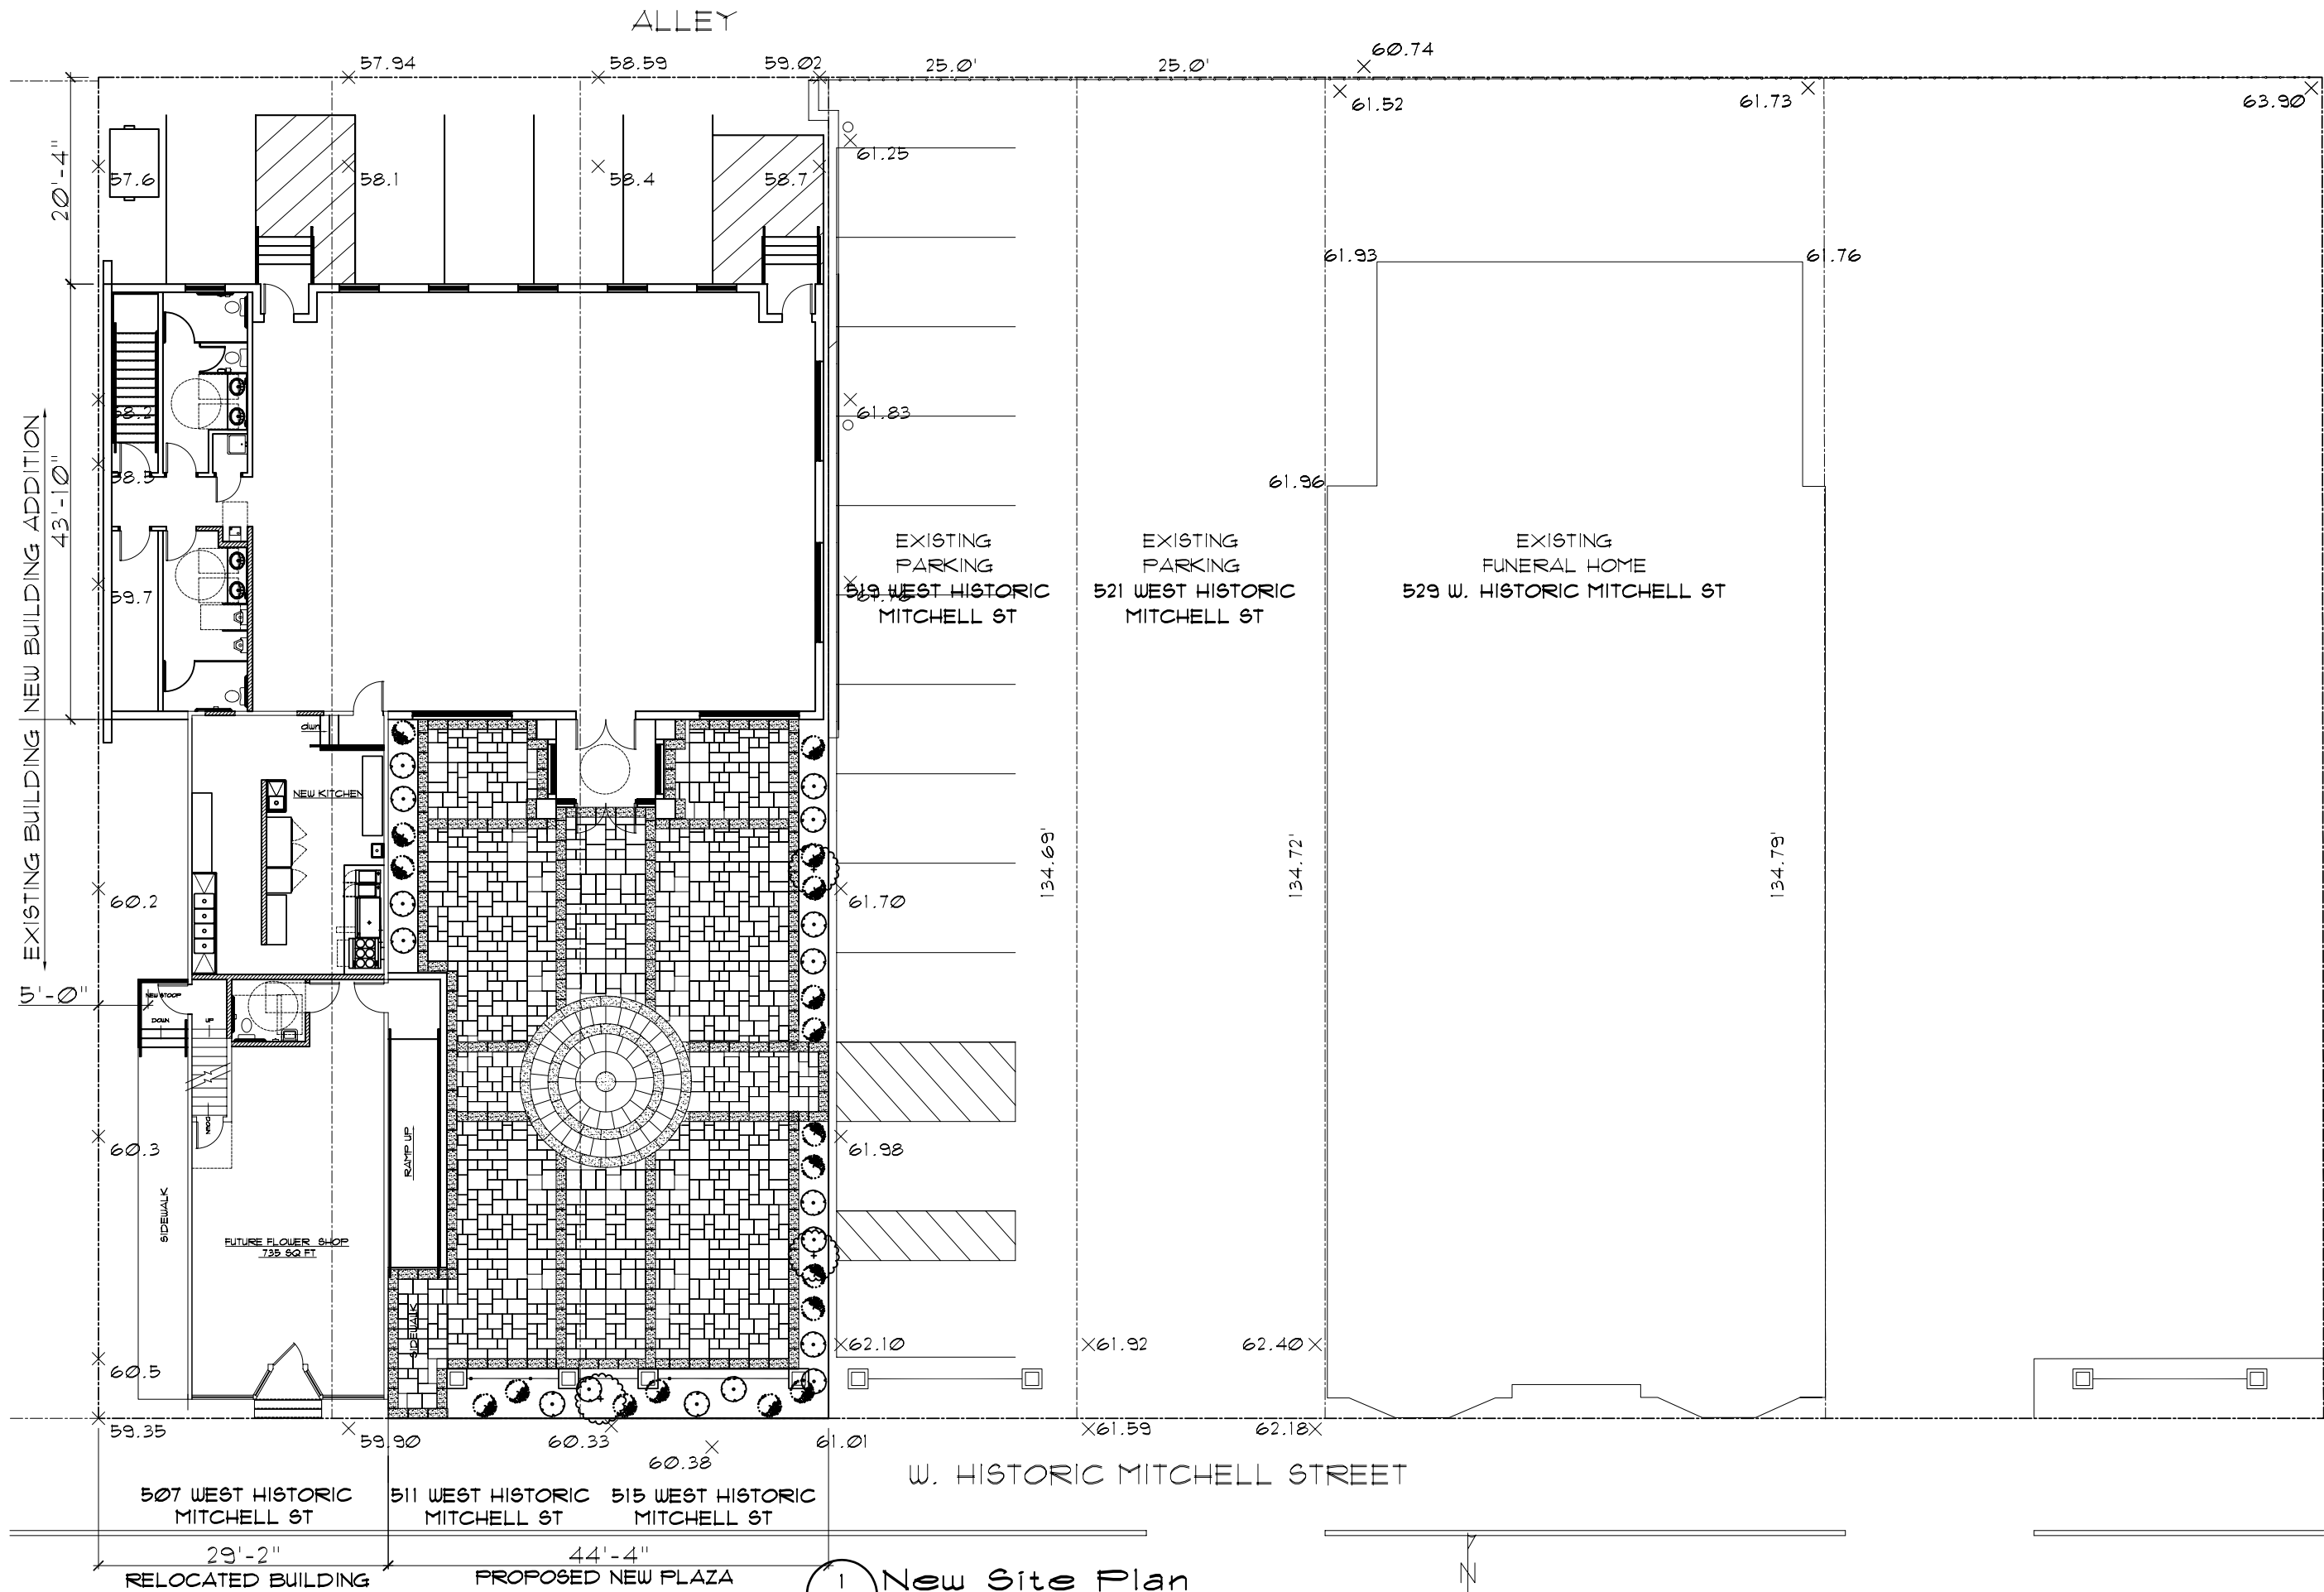 ALLEY
57.94
58.59
59.02
25.0'
25.0'
60.74
61.52
61.73
63.90
20'-4"
57.6
58.1
58.4
58.7
61.25
61.93
61.76
NEW BUILDING ADDITION
43'-10"
58.2
58.5
59.7
61.83
61.96
EXISTING
PARKING
519 WEST HISTORIC
MITCHELL ST
EXISTING
PARKING
521 WEST HISTORIC
MITCHELL ST
EXISTING
FUNERAL HOME
529 W. HISTORIC MITCHELL ST
EXISTING BUILDING
dwn
NEW KITCHEN
134.69'
134.72'
134.79'
60.2
61.70
5'-0"
NEW STOOP
DOWN
UP
DOWN
60.3
RAMP UP
61.98
SIDEWALK
FUTURE FLOWER SHOP
735 SQ FT
SIDEWALK
60.5
62.10
61.92
62.40
59.35
59.90
60.33
60.38
61.01
61.59
62.18
W. HISTORIC MITCHELL STREET
507 WEST HISTORIC
MITCHELL ST
511 WEST HISTORIC
MITCHELL ST
515 WEST HISTORIC
MITCHELL ST
29'-2"
44'-4"
RELOCATED BUILDING
PROPOSED NEW PLAZA
1
New Site Plan
N